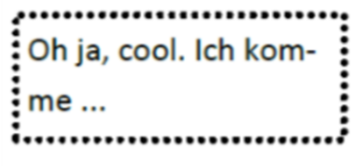 Oh ja, cool. Ich kom-
me ...